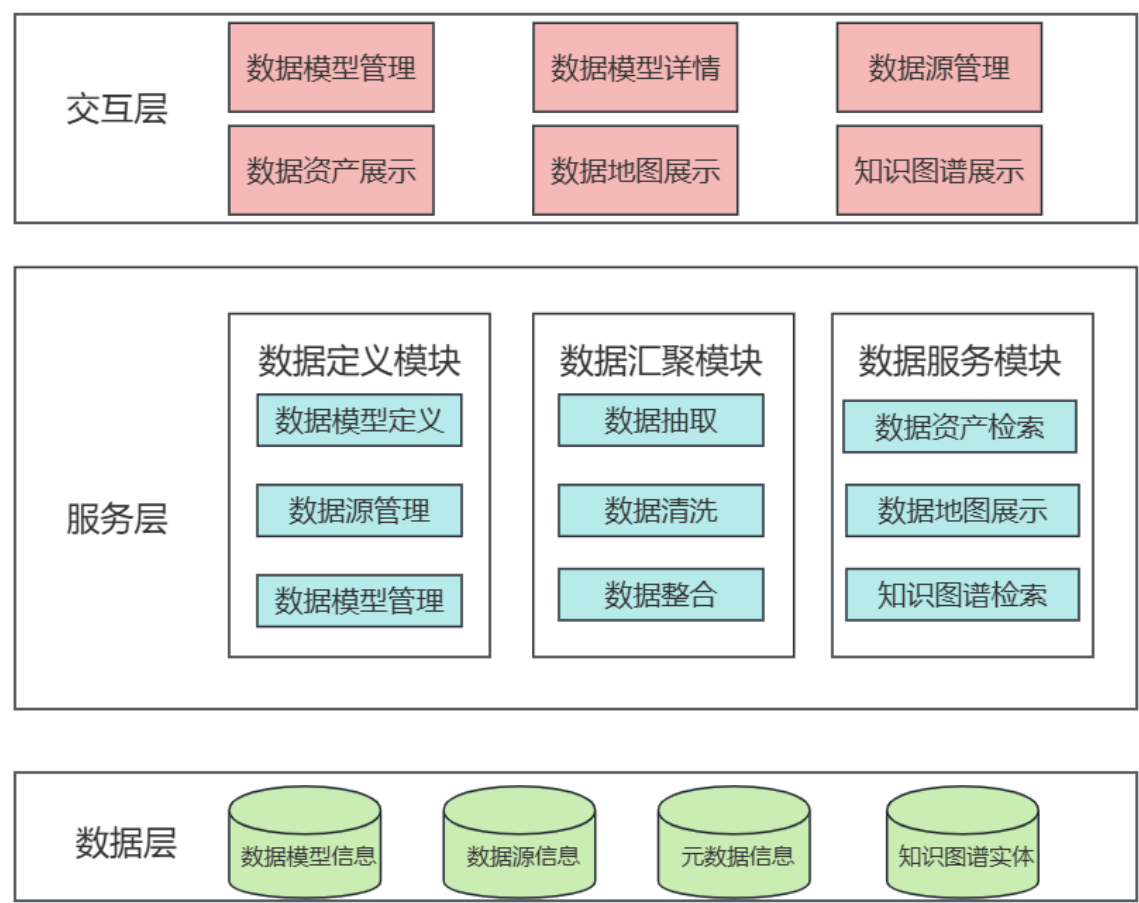 交互层
数据模型管理
数据模型详情
数据源管理
数据资产展示
数据地图展示
知识图谱展示
服务层
数据定义模块
数据模型定义
数据源管理
数据模型管理
数据汇聚模块
数据抽取
数据清洗
数据整合
数据服务模块
数据资产检索
数据地图展示
知识图谱检索
数据层
数据模型信息
数据源信息
元数据信息
知识图谱实体